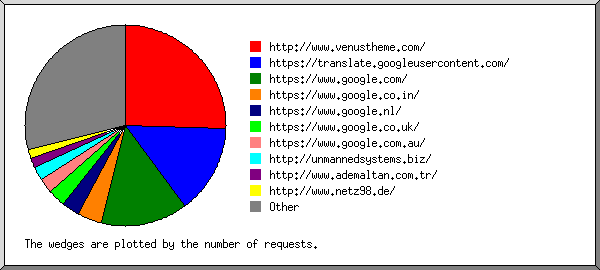 http://www.venustheme.com/
https://translate.googleusercontent.com/
https://www.google.com/
https://www.google.co.in/
https://www.google.nl/
https://www.google.co.uk/
https://www.google.com.au/
http://unmannedsystems.biz/
http://www.ademaltan.com.tr/
http://www.netz98.de/
Other
The wedges are plotted by the number of requests.